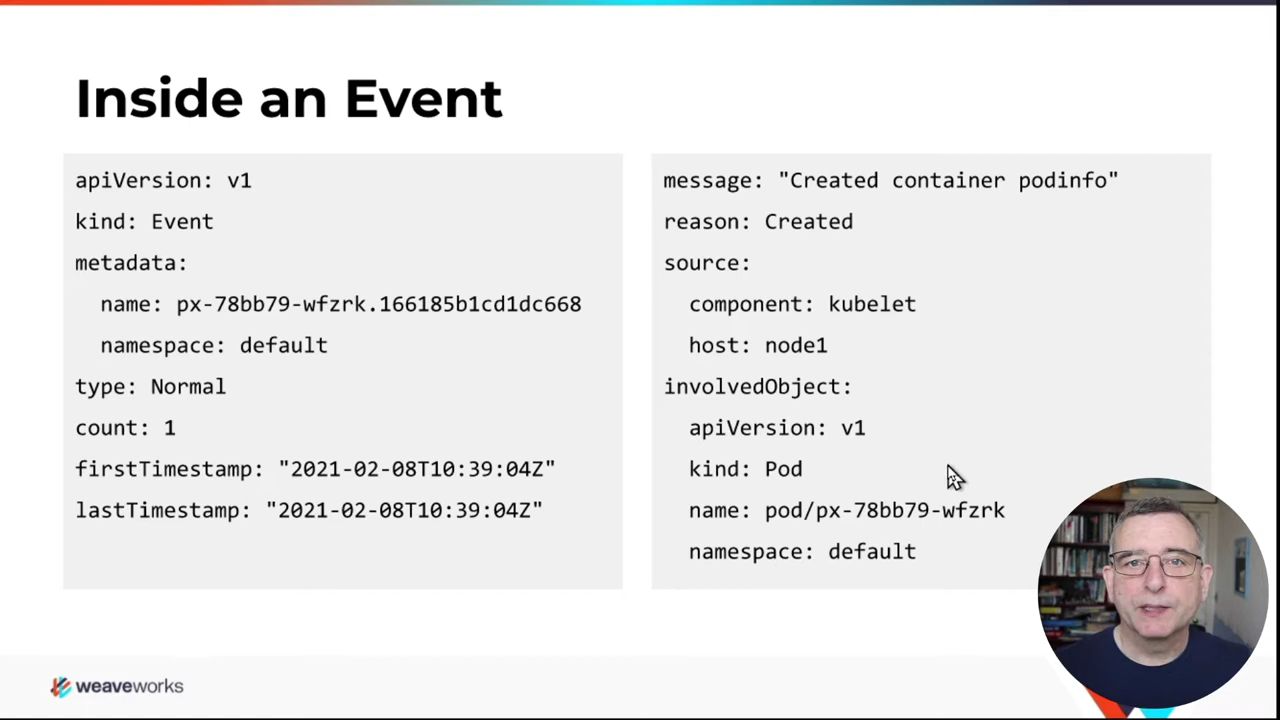 Inside an Event
apiVersion: v1
kind: Event
metadata:
  name: px-78bb79-wfzrk.166185b1cd1dc668
  namespace: default
type: Normal
count: 1
firstTimestamp: "2021-02-08T10:39:04Z"
lastTimestamp: "2021-02-08T10:39:04Z"
message: "Created container podinfo"
reason: Created
source:
  component: kubelet
  host: node1
involvedObject:
  apiVersion: v1
  kind: Pod
  name: pod/px-78bb79-wfzrk
  namespace: default
weaveworks